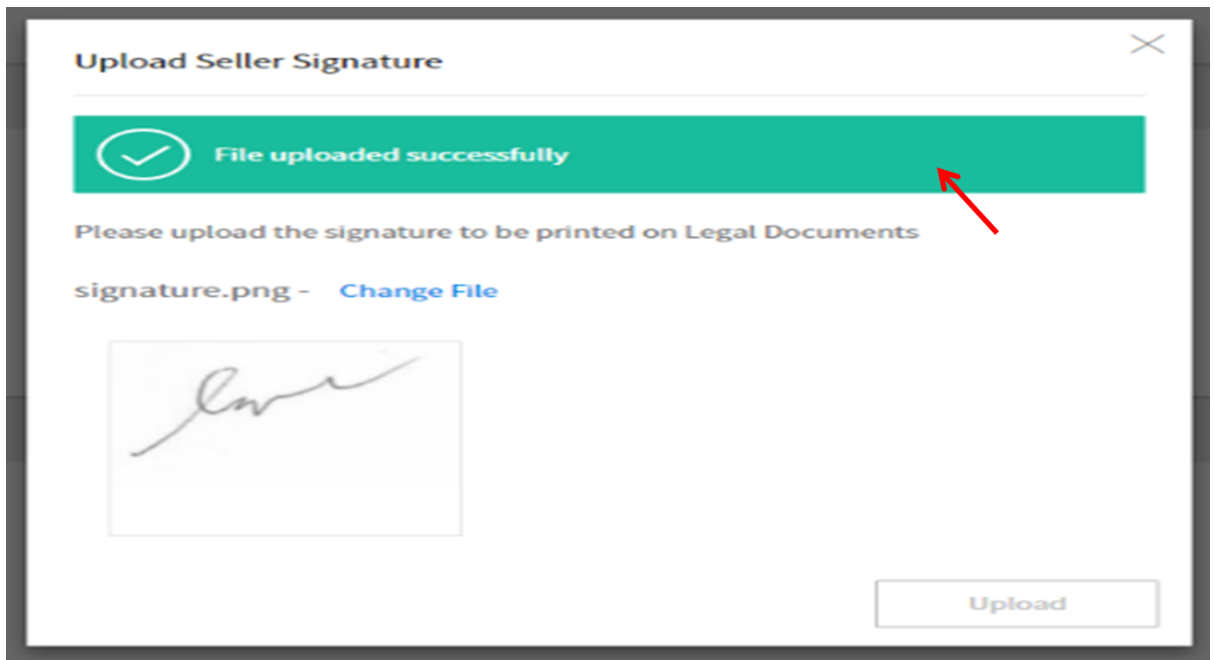 Upload Seller Signature
File uploaded successfully
Please upload the signature to be printed on Legal Documents
signature.png - Change File
Upload